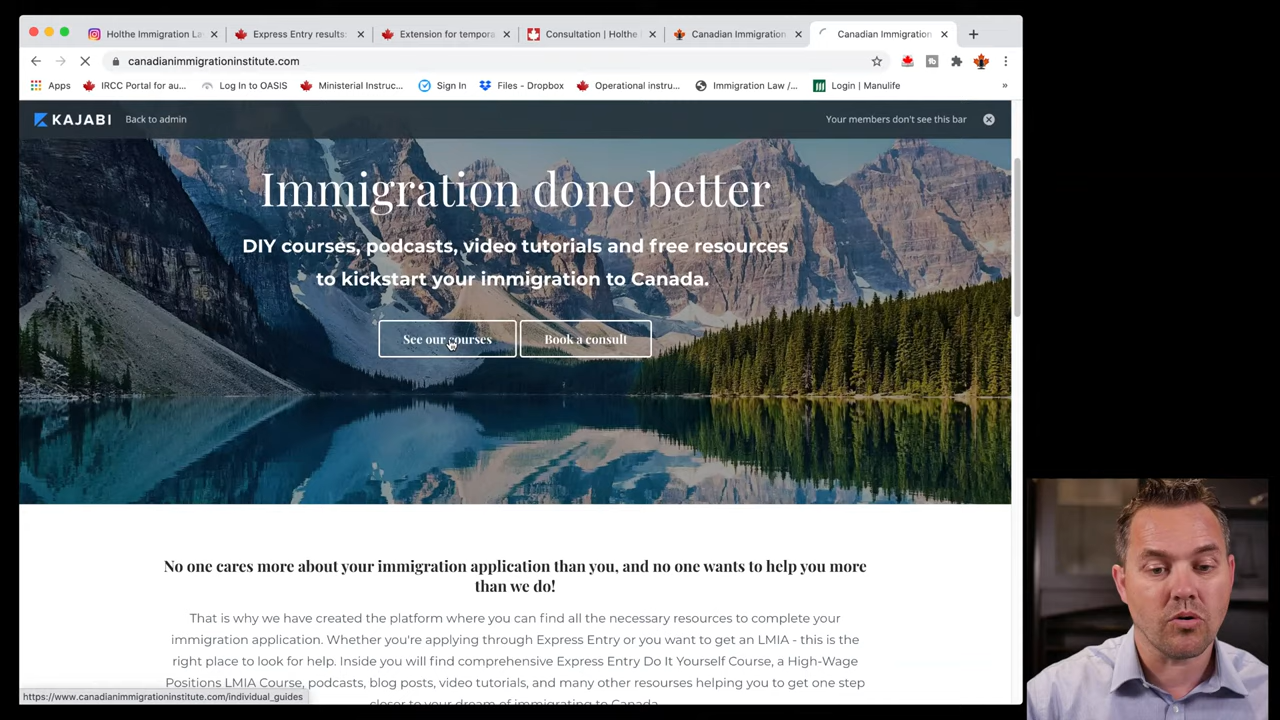 Holthe Immigration La
Express Entry results:
Extension for tempora
Consultation | Holthe
Canadian Immigration
Canadian Immigration
canadianimmigrationinstitute.com
Apps
IRCC Portal for au...
Log In to OASIS
Ministerial Instruc...
Sign In
Files - Dropbox
Operational instru...
Immigration Law /...
Login | Manulife
»
KAJABI
Back to admin
Your members don't see this bar
Immigration done better
DIY courses, podcasts, video tutorials and free resources
to kickstart your immigration to Canada.
See our courses
Book a consult
No one cares more about your immigration application than you, and no one wants to help you more
than we do!
That is why we have created the platform where you can find all the necessary resources to complete your
immigration application. Whether you're applying through Express Entry or you want to get an LMIA - this is the
right place to look for help. Inside you will find comprehensive Express Entry Do It Yourself Course, a High-Wage
Positions LMIA Course, podcasts, blog posts, video tutorials, and many other resourses helping you to get one step
closer to your dream of immigrating to Canada.
https://www.canadianimmigrationinstitute.com/individual_guides